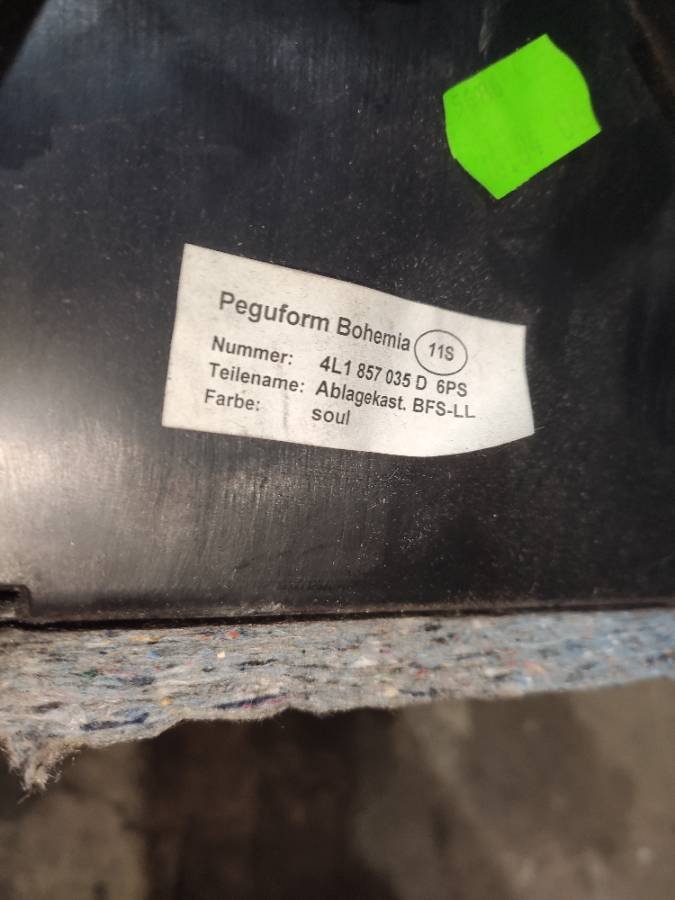 Peguform Bohemia 11S
Nummer: 4L1 857 035 D 6PS
Teilename: Ablagekast. BFS-LL
Farbe: soul